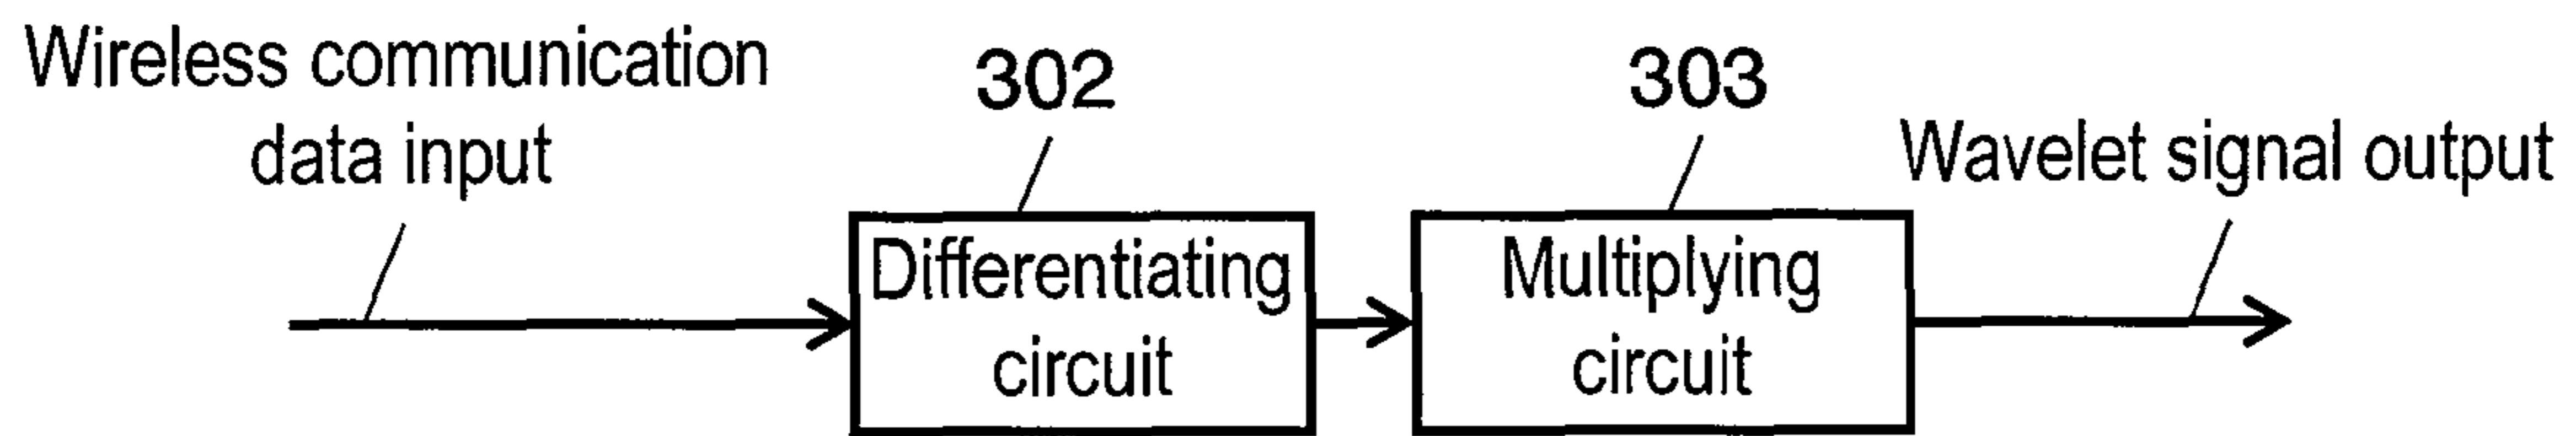 Wireless communication
data input
302
303
Wavelet signal output
Differentiating
circuit
Multiplying
circuit